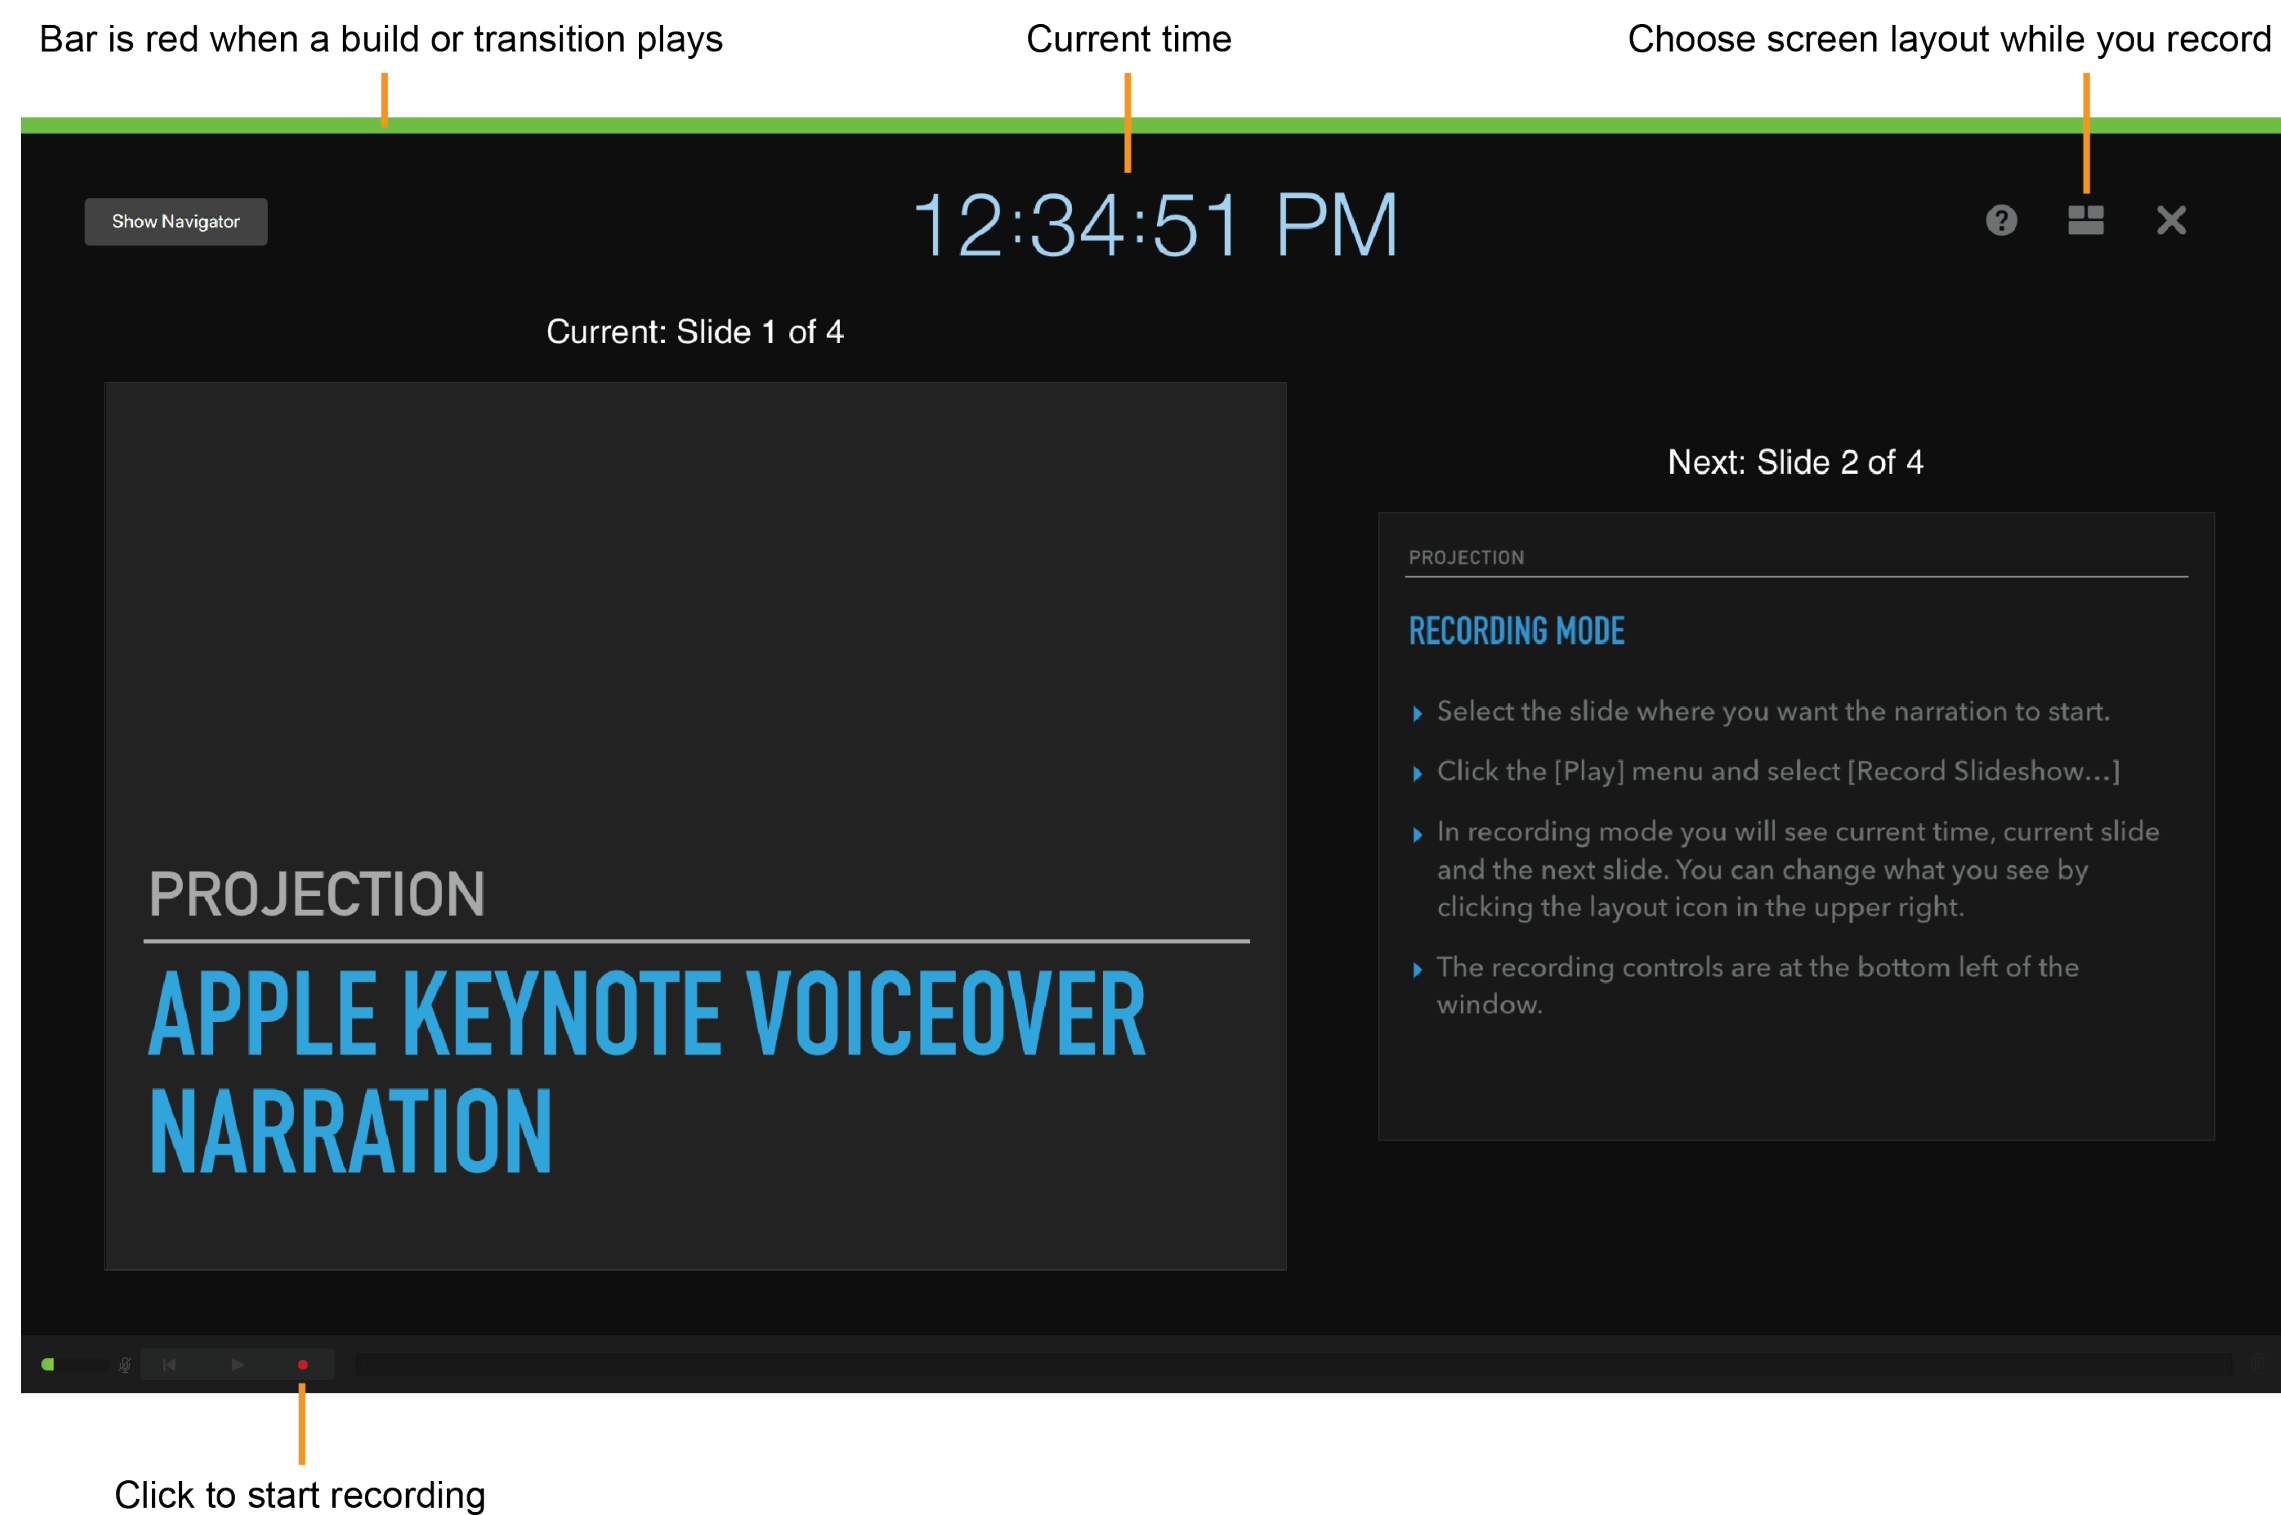 Bar is red when a build or transition plays
Current time
Choose screen layout while you record
Show Navigator
12:34:51 PM
?
Current: Slide 1 of 4
PROJECTION
APPLE KEYNOTE VOICEOVER
NARRATION
Next: Slide 2 of 4
PROJECTION
RECORDING MODE
Select the slide where you want the narration to start.
Click the [Play] menu and select [Record Slideshow...]
In recording mode you will see current time, current slide
and the next slide. You can change what you see by
clicking the layout icon in the upper right.
The recording controls are at the bottom left of the
window.
Click to start recording